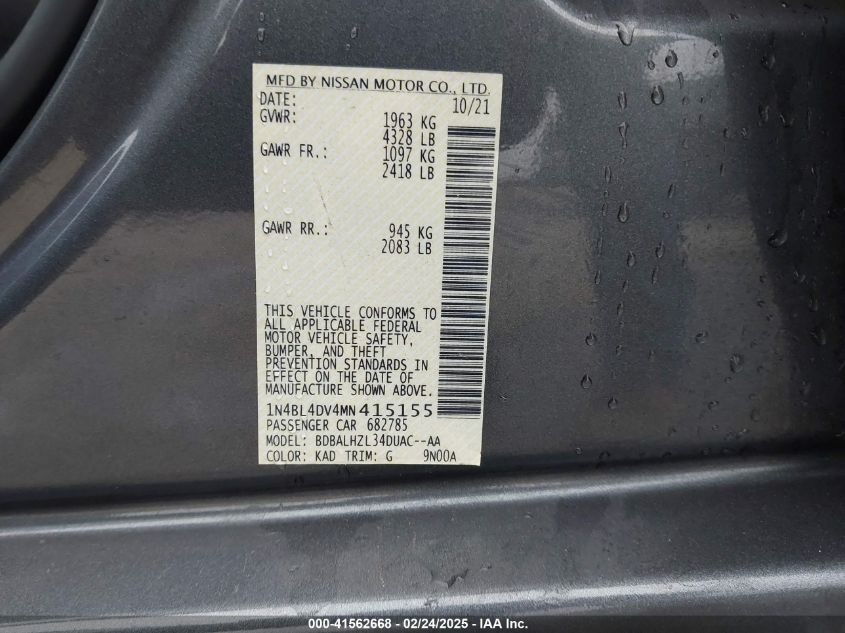 MFD BY NISSAN MOTOR CO., LTD.
DATE: 10/21
GVWR: 1963 KG
4328 LB
GAWR FR.: 1097 KG
2418 LB
GAWR RR.: 945 KG
2083 LB
THIS VEHICLE CONFORMS TO
ALL APPLICABLE FEDERAL
MOTOR VEHICLE SAFETY,
BUMPER, AND THEFT
PREVENTION STANDARDS IN
EFFECT ON THE DATE OF
MANUFACTURE SHOWN ABOVE.
1N4BL4DV4MN415155
PASSENGER CAR 682785
MODEL: BDBALHZL34DUAC--AA
COLOR: KAD TRIM: G 9N00A
000-41562668 - 02/24/2025 - IAA Inc.